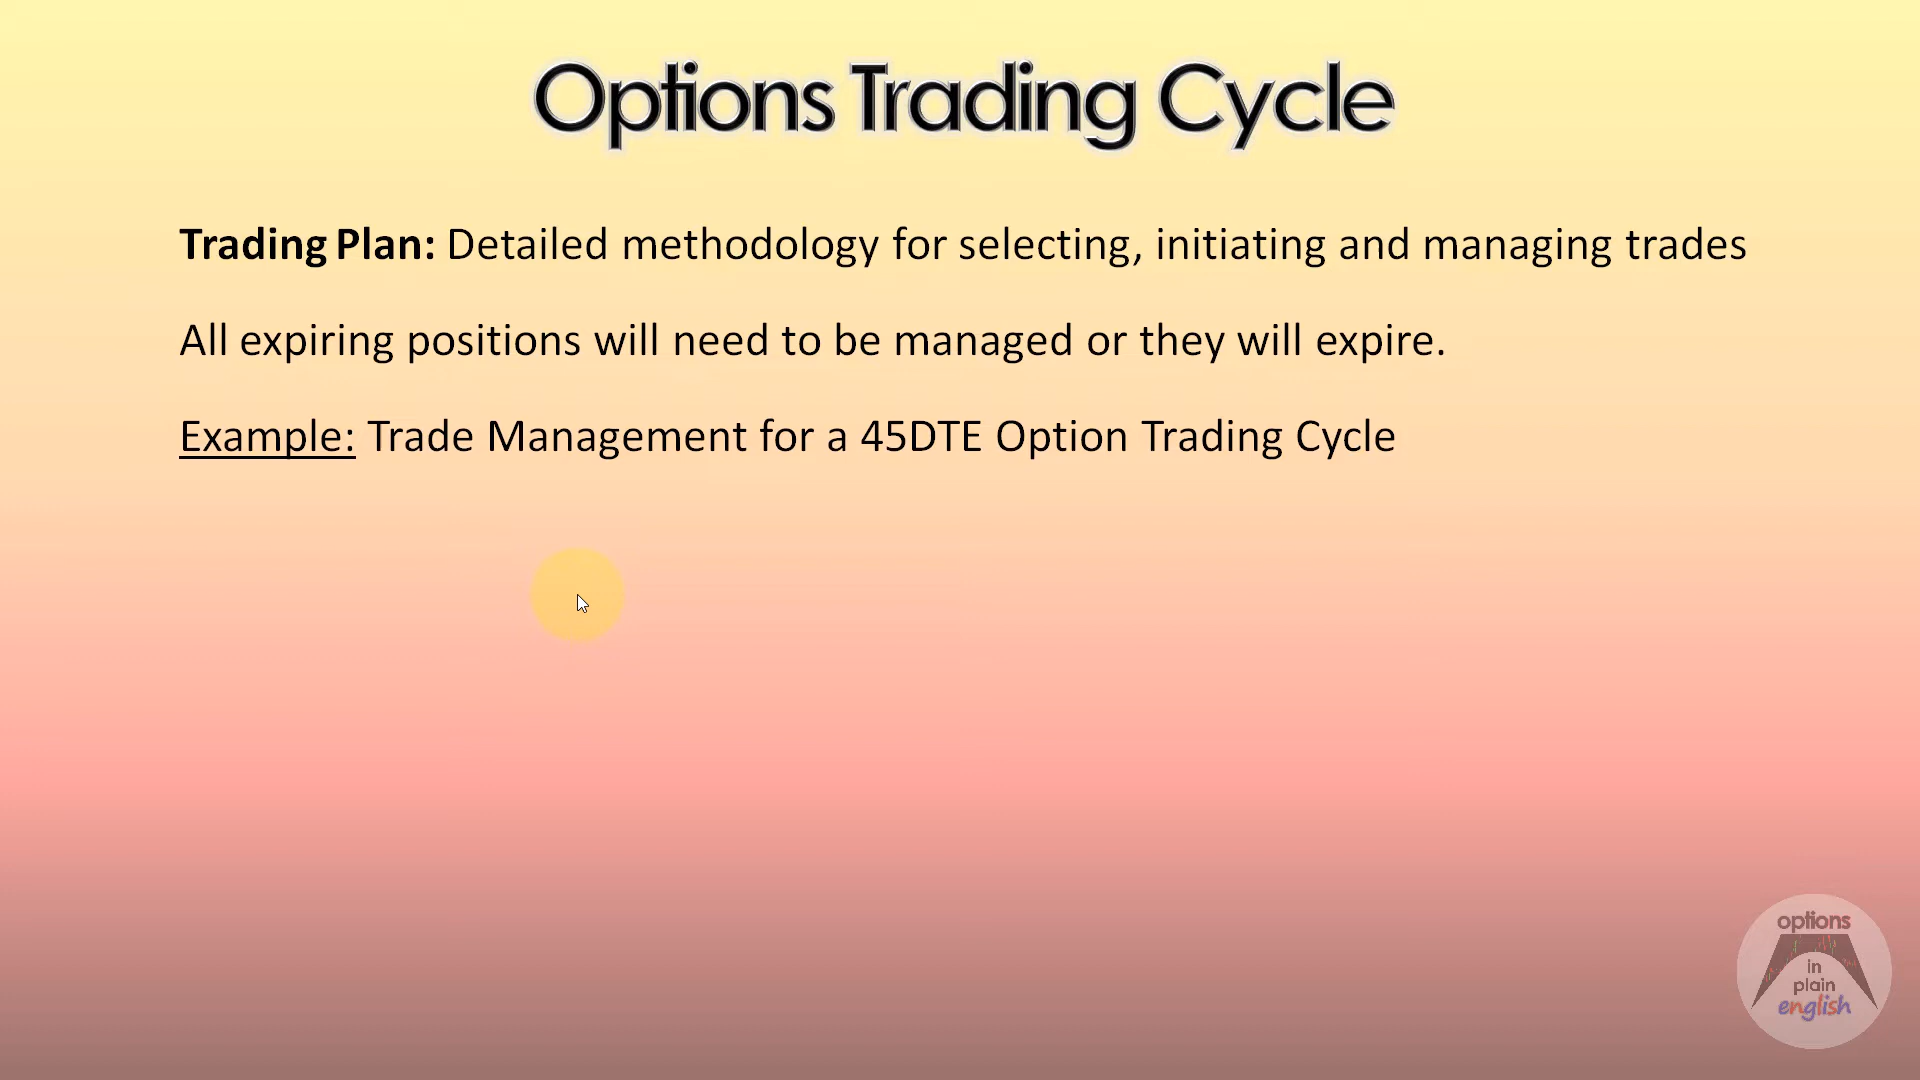 Options Trading Cycle
Trading Plan: Detailed methodology for selecting, initiating and managing trades
All expiring positions will need to be managed or they will expire.
Example: Trade Management for a 45DTE Option Trading Cycle
options
in
plain
english